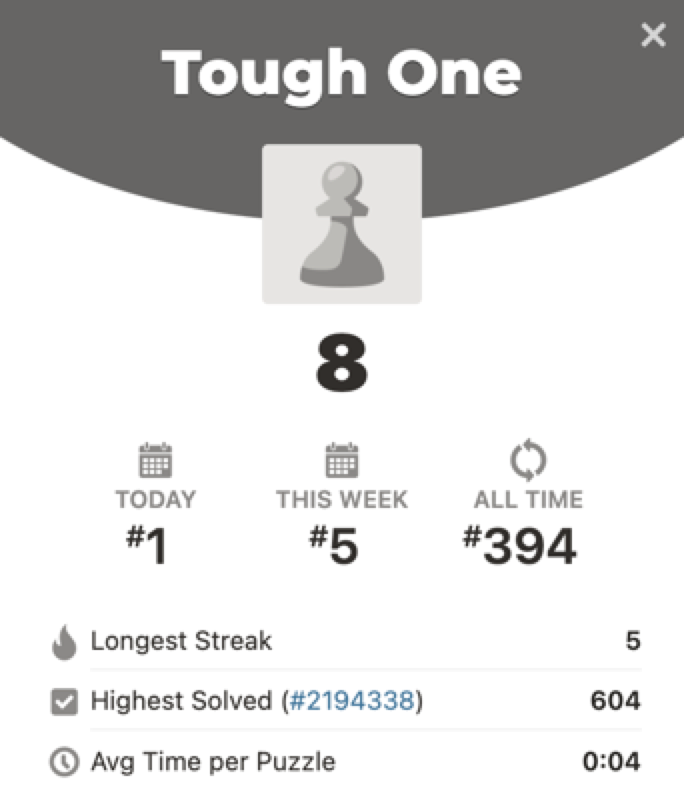 Tough One
8
TODAY THIS WEEK ALL TIME
#1 #5 #394
Longest Streak 5
Highest Solved (#2194338) 604
Avg Time per Puzzle 0:04